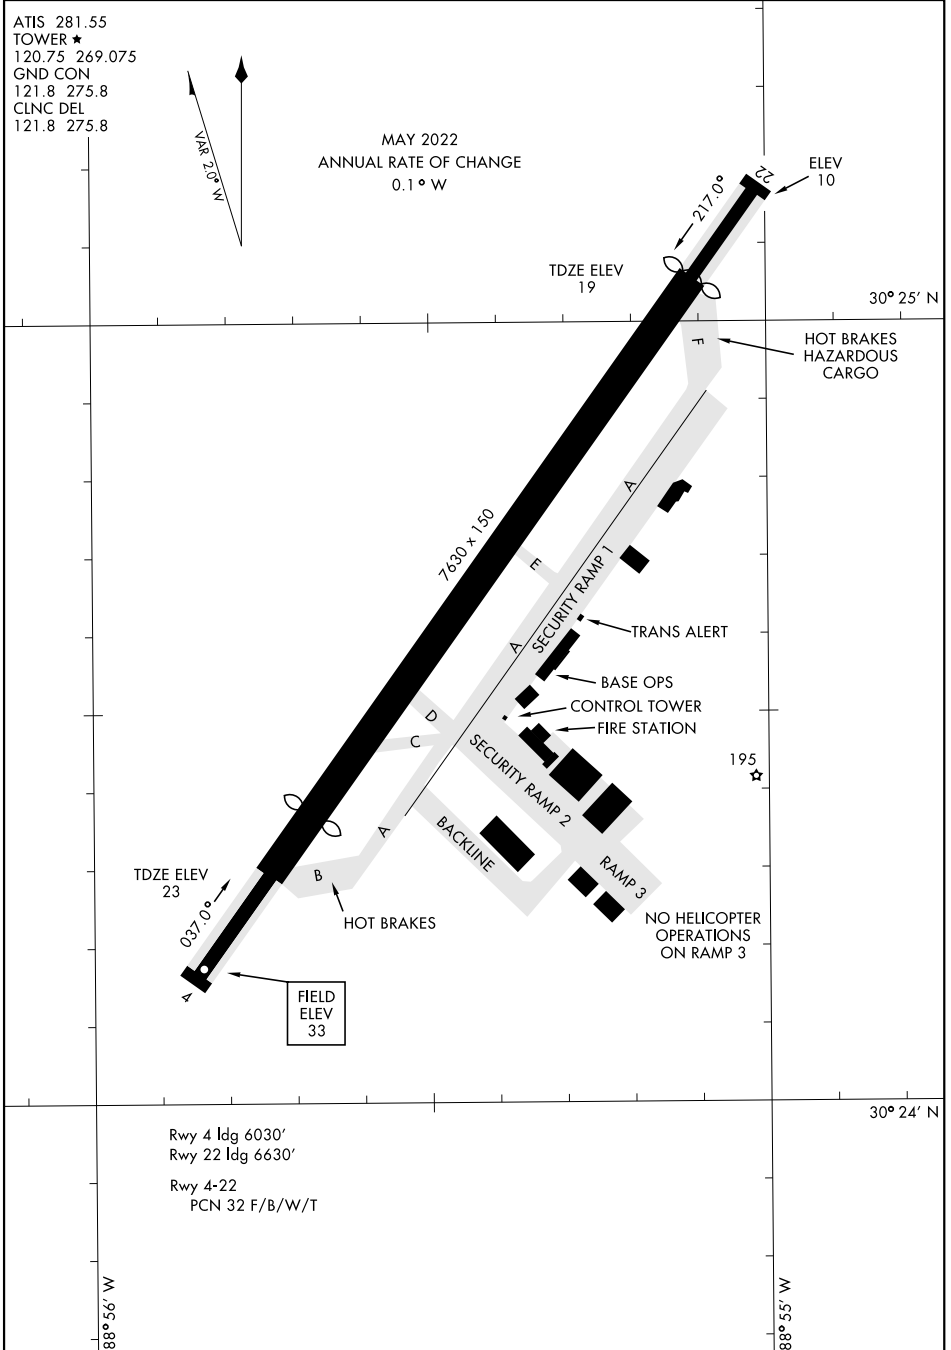 ATIS 281.55
TOWER ★
120.75 269.075
GND CON
121.8 275.8
CLNC DEL
121.8 275.8
VAR 2.0° W
MAY 2022
ANNUAL RATE OF CHANGE
0.1° W
22
ELEV
10
217.0°
TDZE ELEV
19
30° 25' N
F
HOT BRAKES
HAZARDOUS
CARGO
A
7630 x 150
E
SECURITY RAMP 1
A
TRANS ALERT
BASE OPS
CONTROL TOWER
FIRE STATION
D
C
SECURITY RAMP 2
195
A
BACKLINE
B
RAMP 3
TDZE ELEV
23
037.0°
HOT BRAKES
NO HELICOPTER
OPERATIONS
ON RAMP 3
4
FIELD
ELEV
33
30° 24' N
Rwy 4 ldg 6030'
Rwy 22 ldg 6630'
Rwy 4-22
PCN 32 F/B/W/T
88° 56' W
88° 55' W